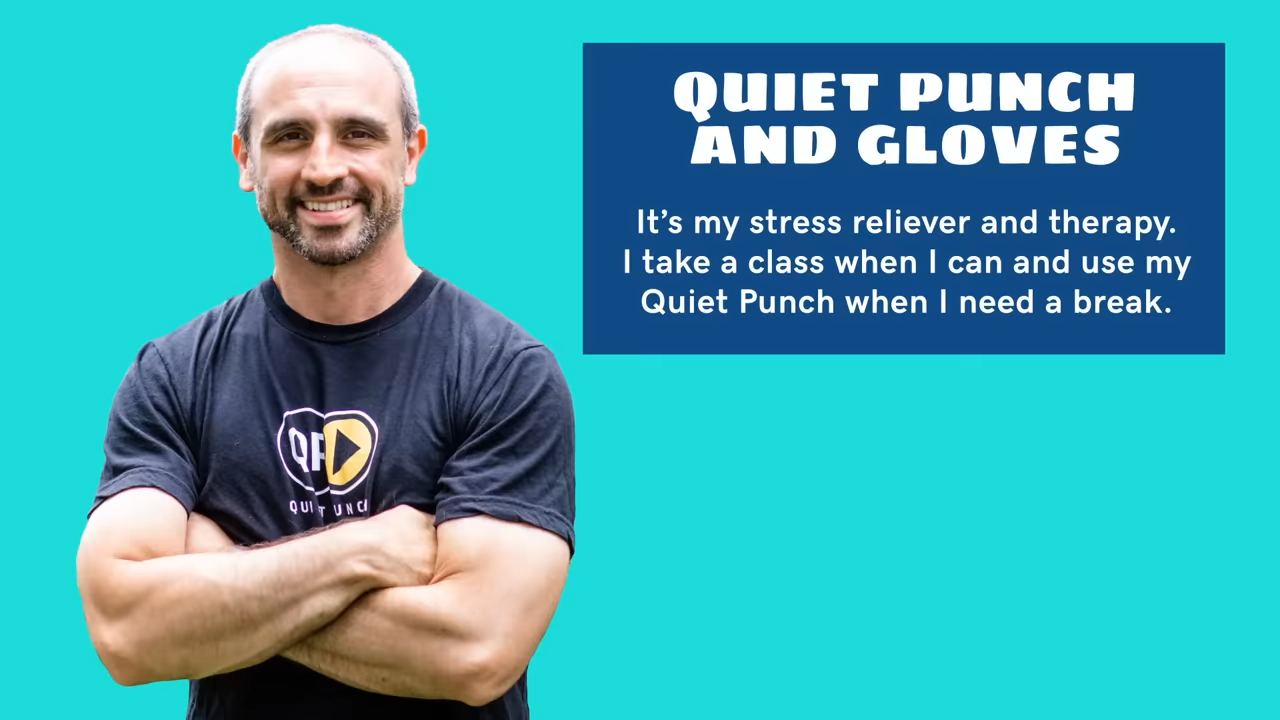 QUIET PUNCH
AND GLOVES
It's my stress reliever and therapy.
I take a class when I can and use my
Quiet Punch when I need a break.
QP